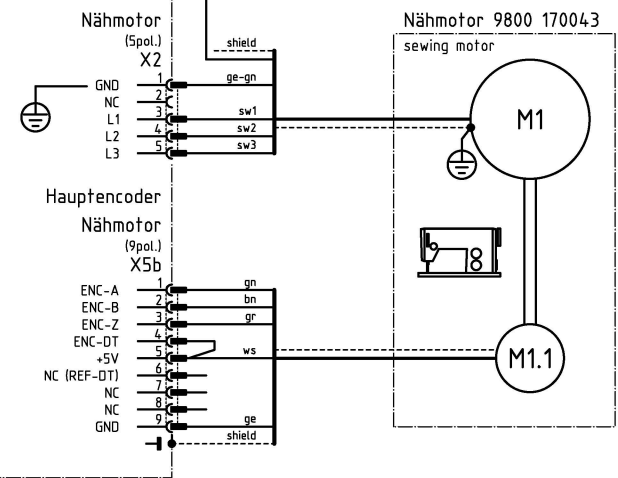 Nähmotor
(5pol.)
X2
shield
GND 1 ge-gn
NC 2
L1 3 sw1
L2 4 sw2
L3 5 sw3
Nähmotor 9800 170043
sewing motor
M1
Hauptencoder
Nähmotor
(9pol.)
X5b
ENC-A 1 gn
ENC-B 2 bn
ENC-Z 3 gr
ENC-DT 4
+5V 5 ws
NC (REF-DT) 6
NC 7
NC 8
GND 9 ge
shield
M1.1